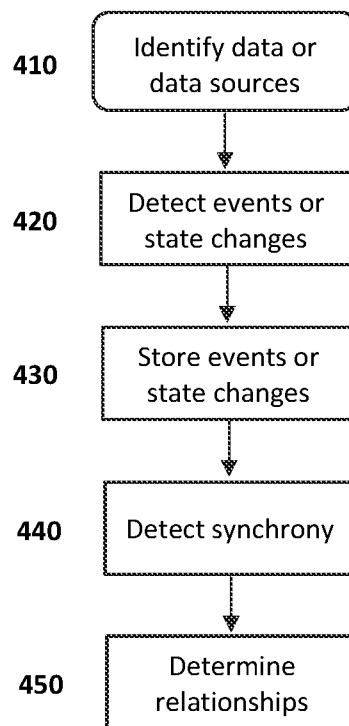 410
Identify data or
data sources
420
Detect events or
state changes
430
Store events or
state changes
440
Detect synchrony
450
Determine
relationships